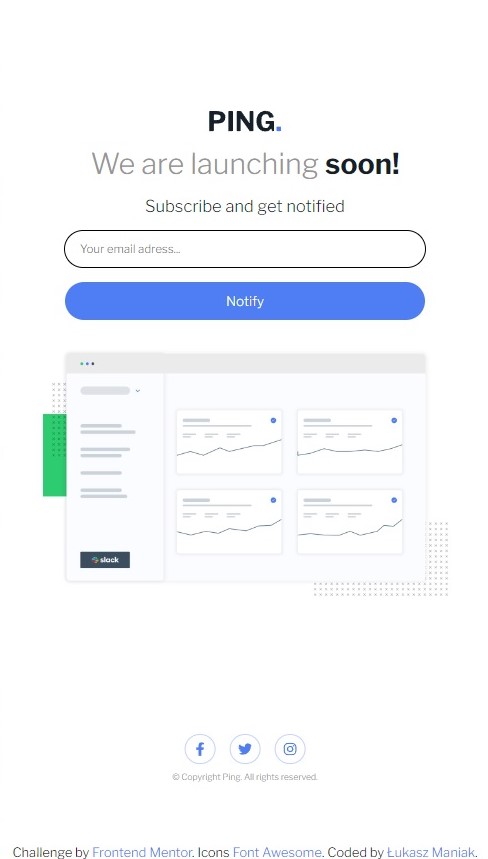 PING.
We are launching soon!
Subscribe and get notified
Your email adress...
Notify
slack
© Copyright Ping. All rights reserved.
Challenge by Frontend Mentor. Icons Font Awesome. Coded by Łukasz Maniak.